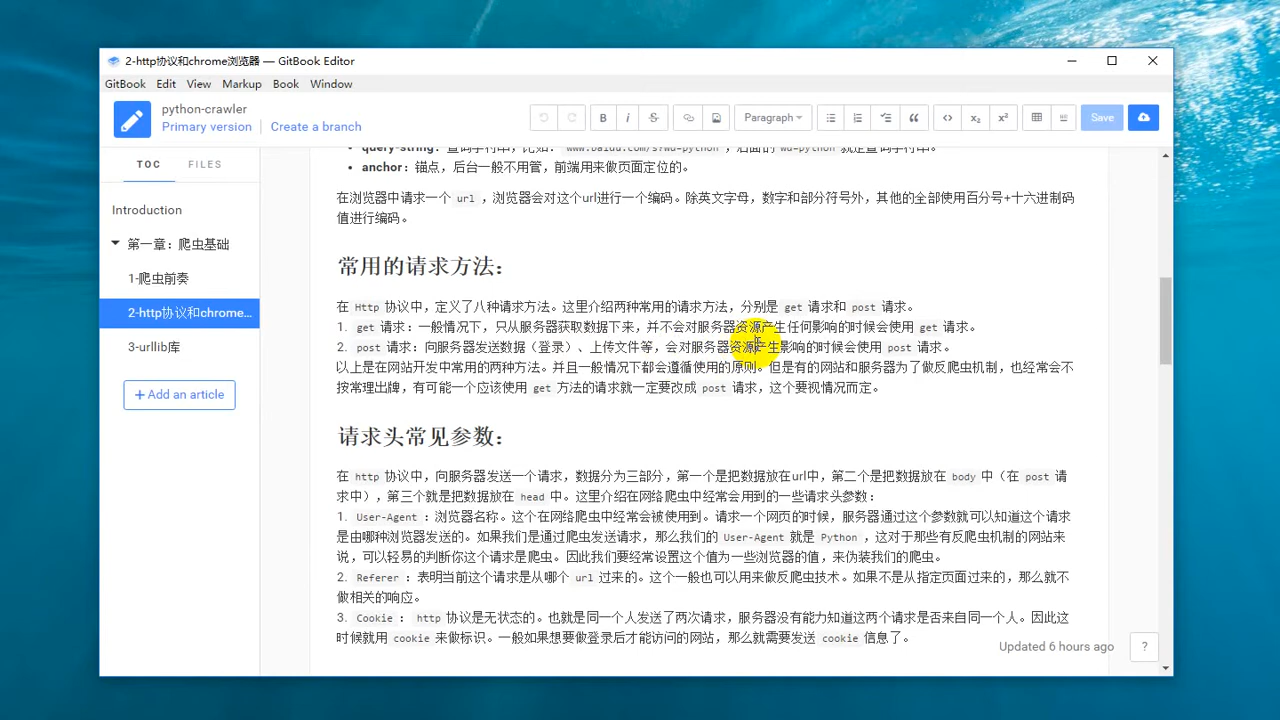 2-http协议和chrome浏览器 — GitBook Editor
GitBook Edit View Markup Book Window
python-crawler
Primary version Create a branch
B i S Paragraph x₂ x² Save
TOC FILES
Introduction
第一章：爬虫基础
1-爬虫前奏
2-http协议和chrome...
3-urllib库
+ Add an article
query-string：查询字符串，比如：www.baidu.com/s?wd=python，后面的wd=python就是查询字符串。
anchor：锚点，后台一般不用管，前端用来做页面定位的。
在浏览器中请求一个 url ，浏览器会对这个url进行一个编码。除英文字母，数字和部分符号外，其他的全部使用百分号+十六进制码
值进行编码。
常用的请求方法：
在 Http 协议中，定义了八种请求方法。这里介绍两种常用的请求方法，分别是 get 请求和 post 请求。
1. get 请求：一般情况下，只从服务器获取数据下来，并不会对服务器资源产生任何影响的时候会使用 get 请求。
2. post 请求：向服务器发送数据（登录）、上传文件等，会对服务器资源产生影响的时候会使用 post 请求。
以上是在网站开发中常用的两种方法。并且一般情况下都会遵循使用的原则。但是有的网站和服务器为了做反爬虫机制，也经常会不
按常理出牌，有可能一个应该使用 get 方法的请求就一定要改成 post 请求，这个要视情况而定。
请求头常见参数：
在 http 协议中，向服务器发送一个请求，数据分为三部分，第一个是把数据放在url中，第二个是把数据放在 body 中（在 post 请
求中），第三个就是把数据放在 head 中。这里介绍在网络爬虫中经常会用到的一些请求头参数：
1. User-Agent ：浏览器名称。这个在网络爬虫中经常会被使用到。请求一个网页的时候，服务器通过这个参数就可以知道这个请求
是由哪种浏览器发送的。如果我们是通过爬虫发送请求，那么我们的 User-Agent 就是 Python ，这对于那些有反爬虫机制的网站来
说，可以轻易的判断你这个请求是爬虫。因此我们要经常设置这个值为一些浏览器的值，来伪装我们的爬虫。
2. Referer ：表明当前这个请求是从哪个 url 过来的。这个一般也可以用来做反爬虫技术。如果不是从指定页面过来的，那么就不
做相关的响应。
3. Cookie ： http 协议是无状态的。也就是同一个人发送了两次请求，服务器没有能力知道这两个请求是否来自同一个人。因此这
时候就用 cookie 来做标识。一般如果想要做登录后才能访问的网站，那么就需要发送 cookie 信息了。
Updated 6 hours ago ?